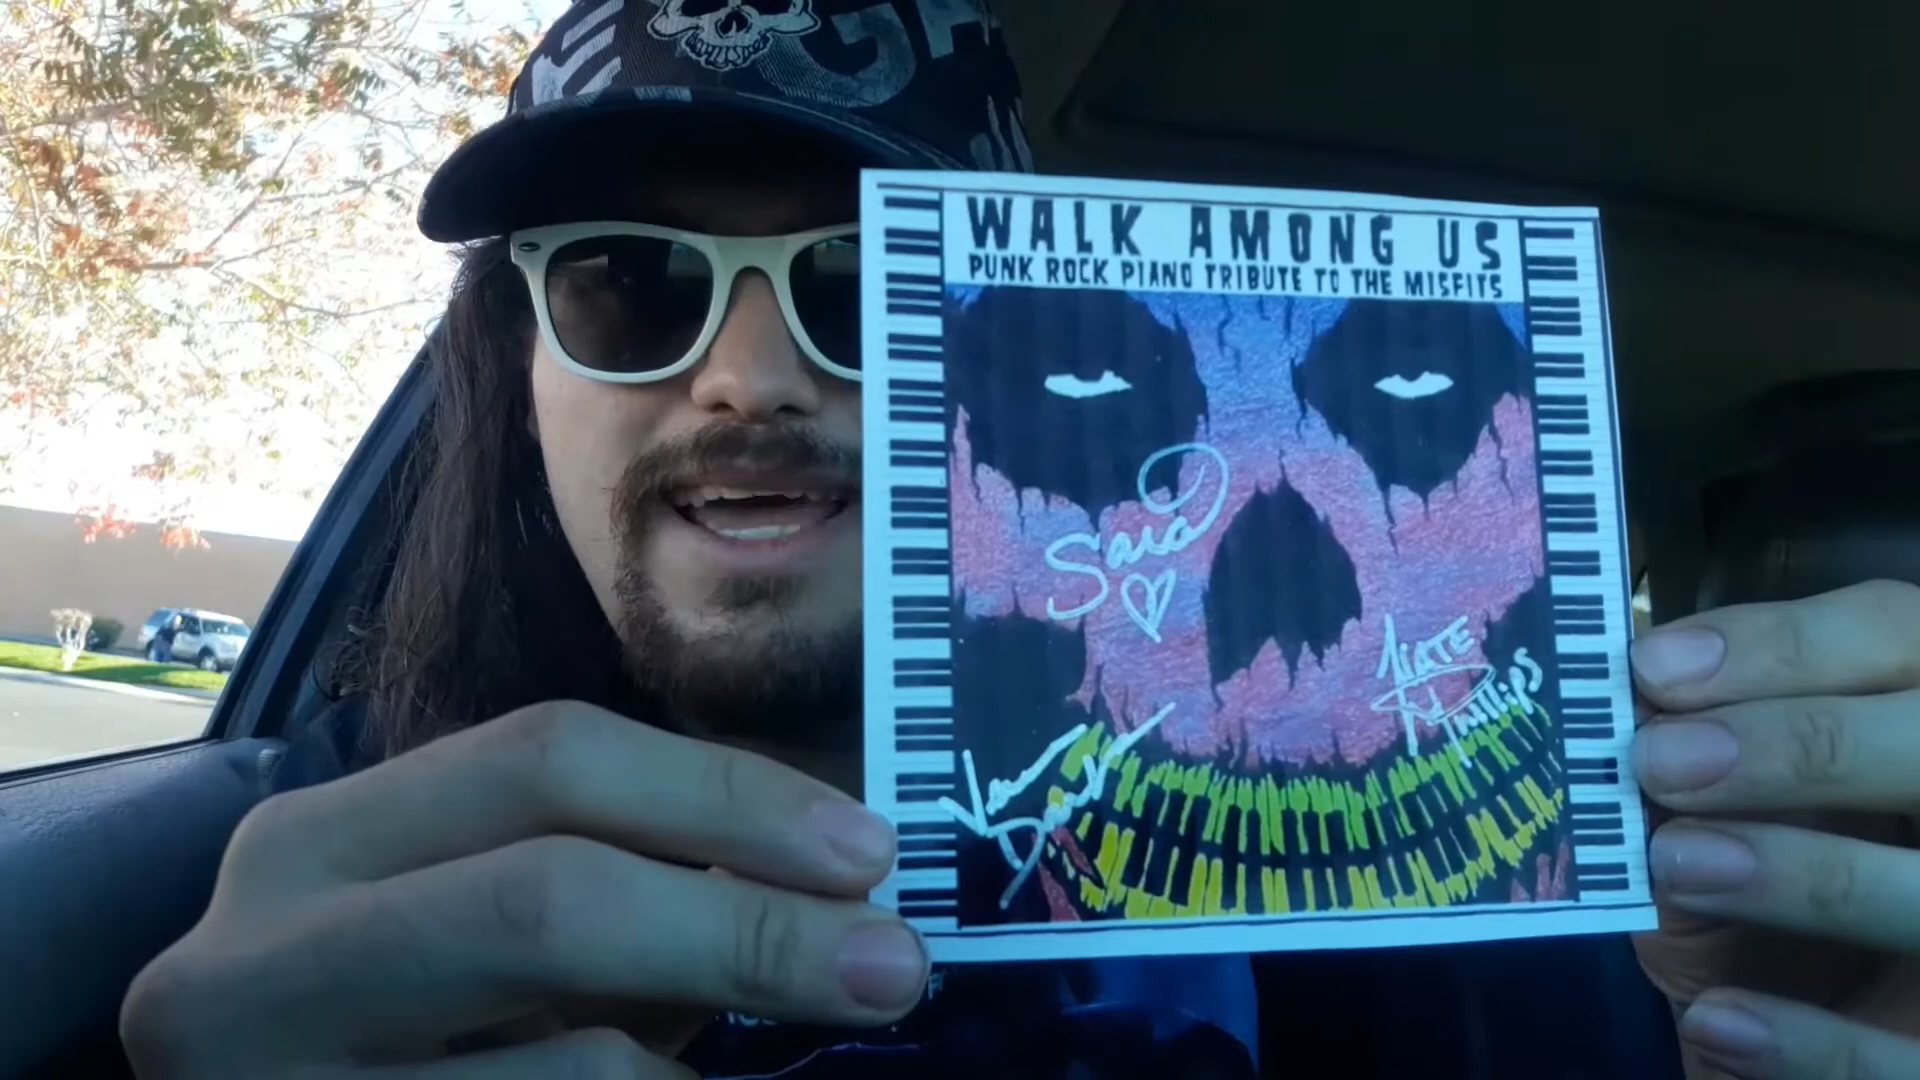 WALK AMONG US
PUNK ROCK PIANO TRIBUTE TO THE MISFITS
Sara
Nate
Phillips